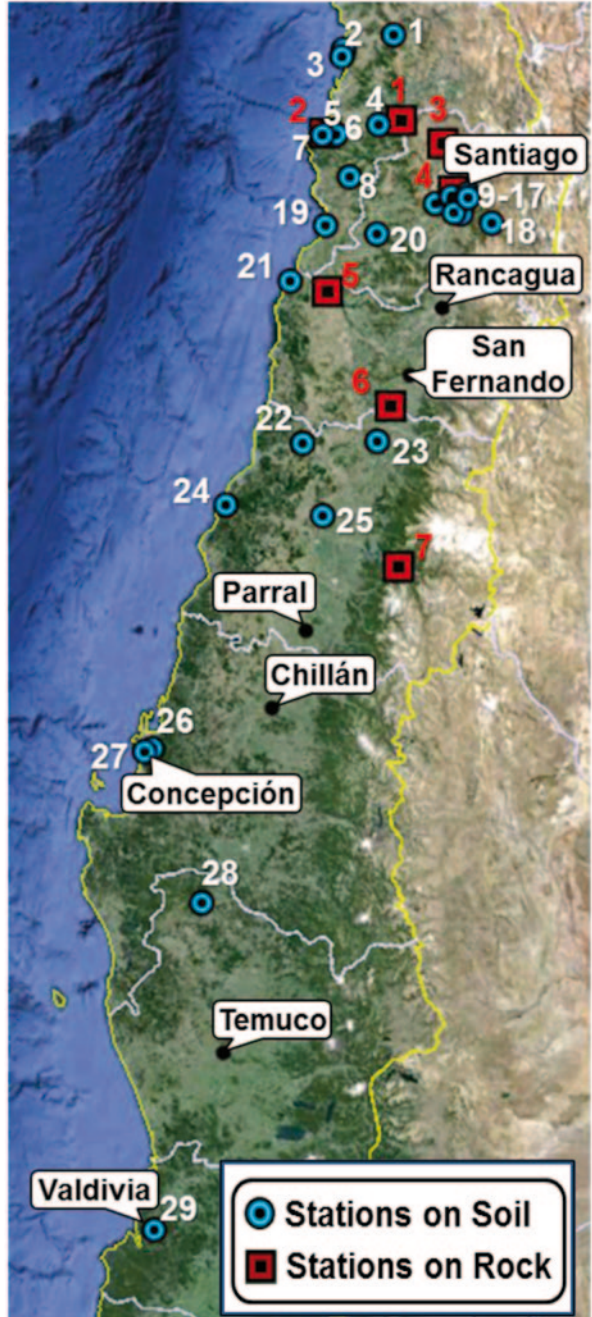 2
1
3
5
4
1
3
2
6
7
Santiago
8
4
9-17
19
20
18
21
5
Rancagua
San
Fernando
6
22
23
24
25
7
Parral
Chillán
26
27
Concepción
28
Temuco
Valdivia
29
Stations on Soil
Stations on Rock